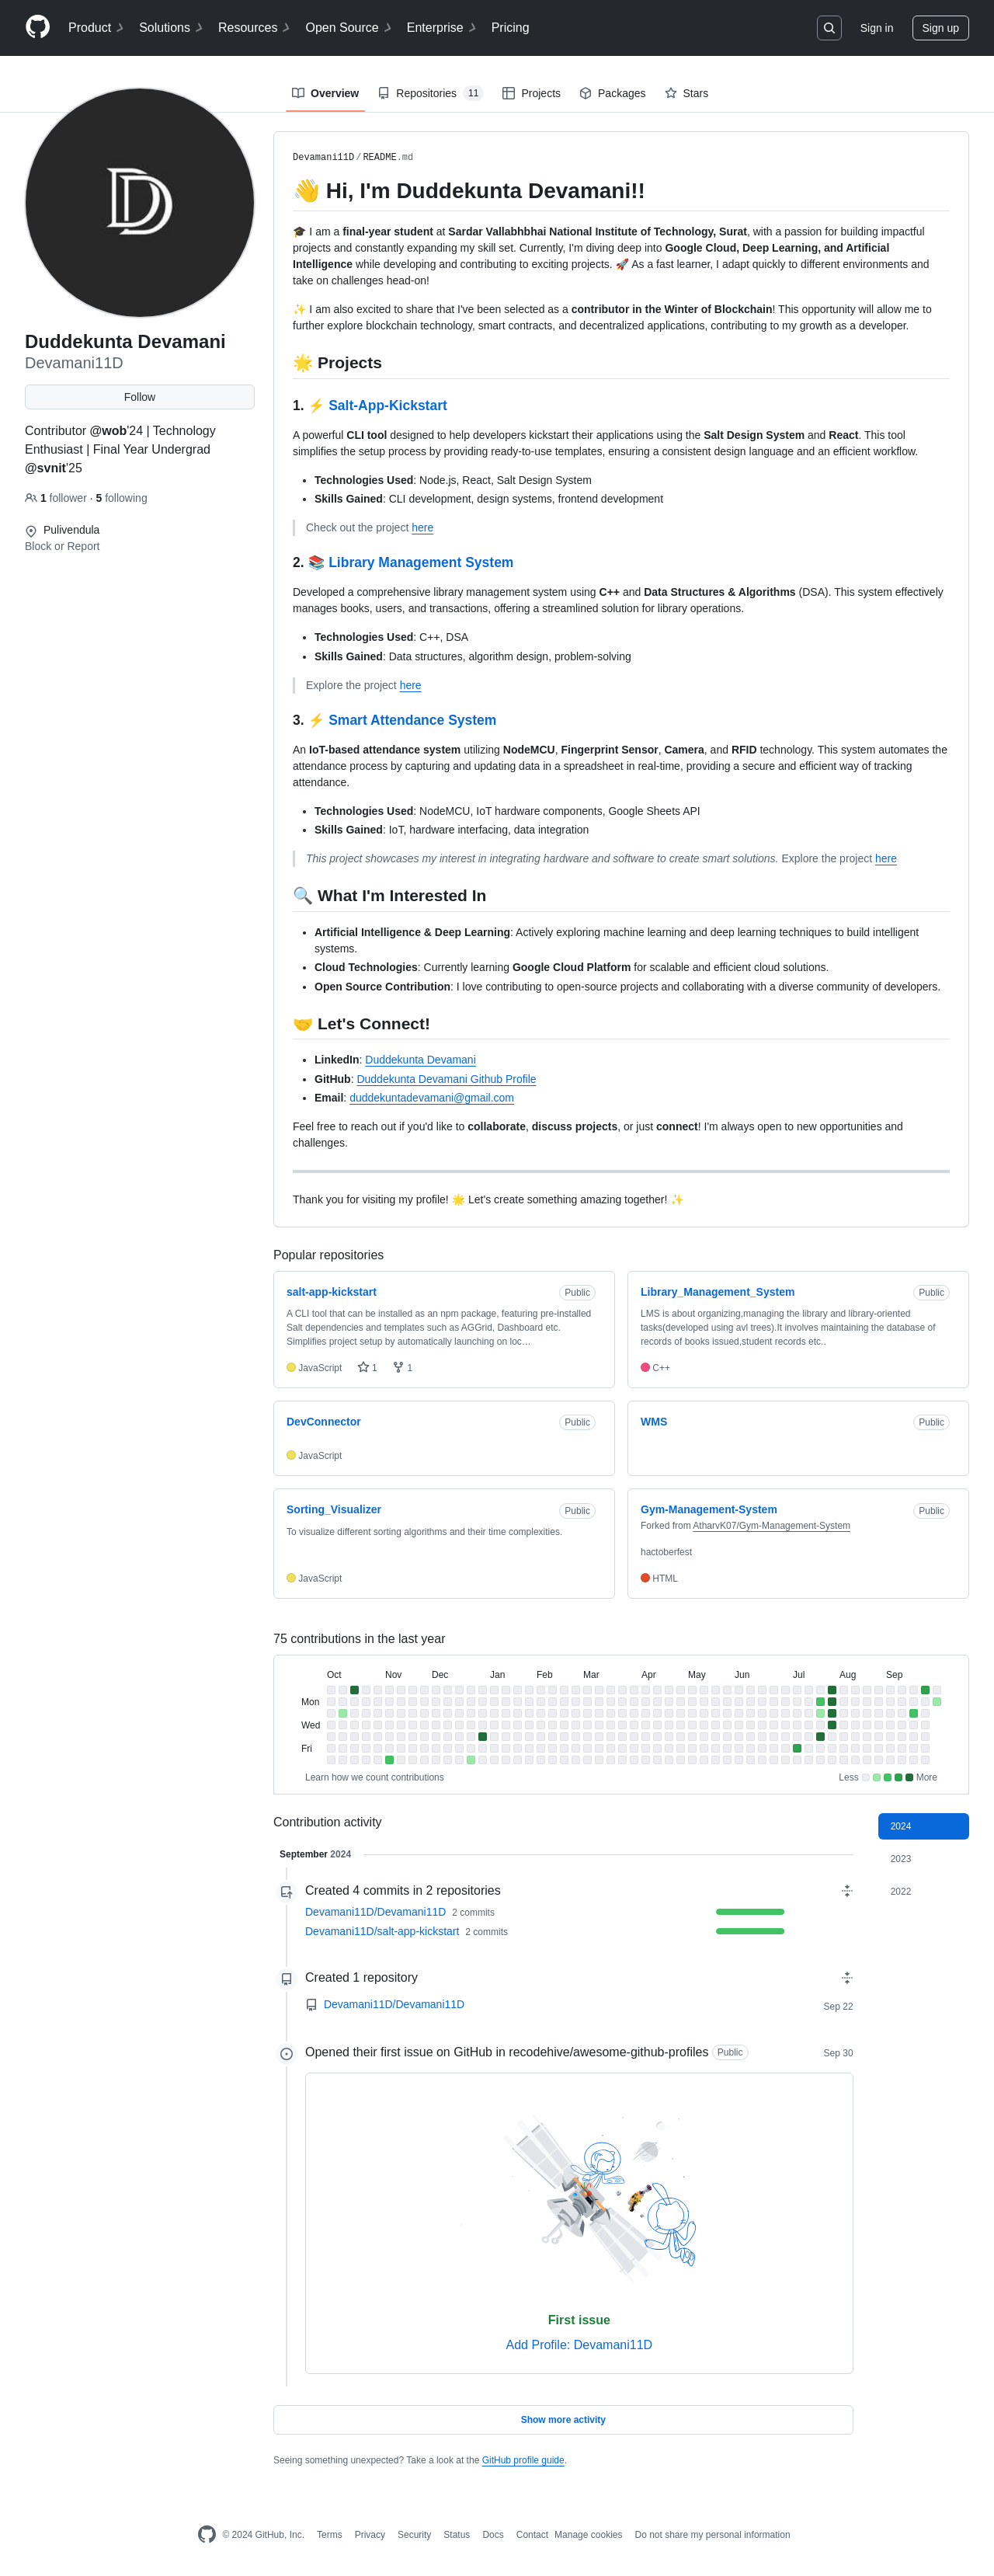 Product
Solutions
Resources
Open Source
Enterprise
Pricing
Sign in
Sign up
Overview
Repositories 11
Projects
Packages
Stars
Duddekunta Devamani
Devamani11D
Follow
Contributor @wob'24 | Technology
Enthusiast | Final Year Undergrad
@svnit'25
1 follower · 5 following
Pulivendula
Block or Report
Devamani11D/README.md
👋 Hi, I'm Duddekunta Devamani!!
🎓 I am a final-year student at Sardar Vallabhbhai National Institute of Technology, Surat, with a passion for building impactful
projects and constantly expanding my skill set. Currently, I'm diving deep into Google Cloud, Deep Learning, and Artificial
Intelligence while developing and contributing to exciting projects. 🚀 As a fast learner, I adapt quickly to different environments and
take on challenges head-on!
✨ I am also excited to share that I've been selected as a contributor in the Winter of Blockchain! This opportunity will allow me to
further explore blockchain technology, smart contracts, and decentralized applications, contributing to my growth as a developer.
🌟 Projects
1. ⚡ Salt-App-Kickstart
A powerful CLI tool designed to help developers kickstart their applications using the Salt Design System and React. This tool
simplifies the setup process by providing ready-to-use templates, ensuring a consistent design language and an efficient workflow.
• Technologies Used: Node.js, React, Salt Design System
• Skills Gained: CLI development, design systems, frontend development
Check out the project here
2. 📚 Library Management System
Developed a comprehensive library management system using C++ and Data Structures & Algorithms (DSA). This system effectively
manages books, users, and transactions, offering a streamlined solution for library operations.
• Technologies Used: C++, DSA
• Skills Gained: Data structures, algorithm design, problem-solving
Explore the project here
3. ⚡ Smart Attendance System
An IoT-based attendance system utilizing NodeMCU, Fingerprint Sensor, Camera, and RFID technology. This system automates the
attendance process by capturing and updating data in a spreadsheet in real-time, providing a secure and efficient way of tracking
attendance.
• Technologies Used: NodeMCU, IoT hardware components, Google Sheets API
• Skills Gained: IoT, hardware interfacing, data integration
This project showcases my interest in integrating hardware and software to create smart solutions. Explore the project here
🔍 What I'm Interested In
• Artificial Intelligence & Deep Learning: Actively exploring machine learning and deep learning techniques to build intelligent
systems.
• Cloud Technologies: Currently learning Google Cloud Platform for scalable and efficient cloud solutions.
• Open Source Contribution: I love contributing to open-source projects and collaborating with a diverse community of developers.
🤝 Let's Connect!
• LinkedIn: Duddekunta Devamani
• GitHub: Duddekunta Devamani Github Profile
• Email: duddekuntadevamani@gmail.com
Feel free to reach out if you'd like to collaborate, discuss projects, or just connect! I'm always open to new opportunities and
challenges.
Thank you for visiting my profile! 🌟 Let's create something amazing together! ✨
Popular repositories
salt-app-kickstart Public
A CLI tool that can be installed as an npm package, featuring pre-installed
Salt dependencies and templates such as AGGrid, Dashboard etc.
Simplifies project setup by automatically launching on loc…
JavaScript 1 1
Library_Management_System Public
LMS is about organizing,managing the library and library-oriented
tasks(developed using avl trees).It involves maintaining the database of
records of books issued,student records etc..
C++
DevConnector Public
JavaScript
WMS Public
Sorting_Visualizer Public
To visualize different sorting algorithms and their time complexities.
JavaScript
Gym-Management-System Public
Forked from AtharvK07/Gym-Management-System
hactoberfest
HTML
75 contributions in the last year
Oct Nov Dec Jan Feb Mar Apr May Jun Jul Aug Sep
Mon
Wed
Fri
Learn how we count contributions
Less More
Contribution activity
2024
2023
2022
September 2024
Created 4 commits in 2 repositories
Devamani11D/Devamani11D 2 commits
Devamani11D/salt-app-kickstart 2 commits
Created 1 repository
Devamani11D/Devamani11D Sep 22
Opened their first issue on GitHub in recodehive/awesome-github-profiles Public Sep 30
First issue
Add Profile: Devamani11D
Show more activity
Seeing something unexpected? Take a look at the GitHub profile guide.
© 2024 GitHub, Inc. Terms Privacy Security Status Docs Contact Manage cookies Do not share my personal information